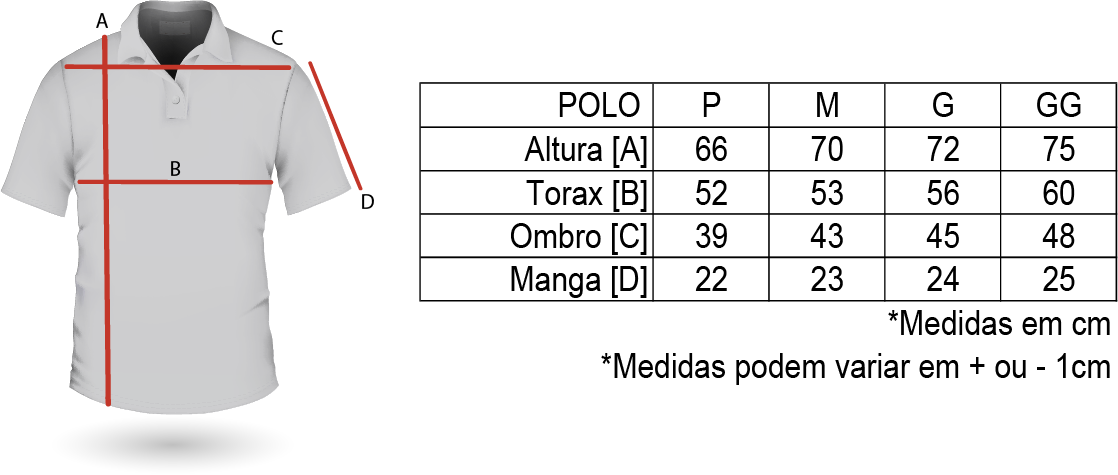 A
C
B
D
POLO P M G GG
Altura [A] 66 70 72 75
Torax [B] 52 53 56 60
Ombro [C] 39 43 45 48
Manga [D] 22 23 24 25
*Medidas em cm
*Medidas podem variar em + ou - 1cm